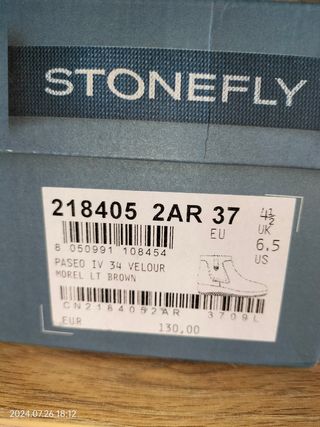 STONEFLY
218405 2AR 37 EU
4½ UK
6,5 US
8 050991 108454
PASEO IV 34 VELOUR
MOREL LT BROWN
CN2184052AR 3709L
EUR 130,00
2024.07.26 18:12